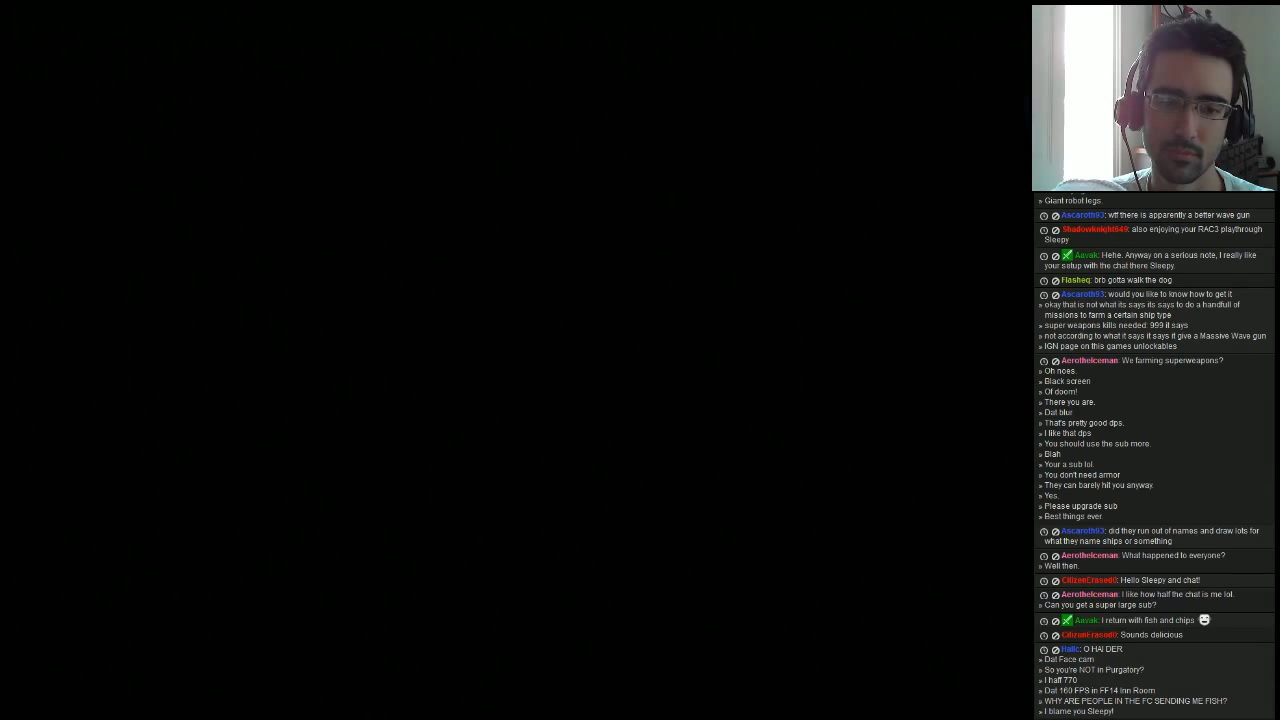 » Giant robot legs.
Ascaroth93: wtf there is apparently a better wave gun
Shadowknight649: also enjoying your RAC3 playthrough
Sleepy
Aavak: Hehe. Anyway on a serious note, I really like
your setup with the chat there Sleepy.
Flasheq: brb gotta walk the dog
Ascaroth93: would you like to know how to get it
» okay that is not what its says its says to do a handfull of
missions to farm a certain ship type
» super weapons kills needed: 999 it says
» not according to what it says it says it give a Massive Wave gun
» IGN page on this games unlockables
AerotheIceman: We farming superweapons?
» Oh noes.
» Black screen
» Of doom!
» There you are.
» Dat blur
» That's pretty good dps.
» I like that dps
» You should use the sub more.
» Blah
» Your a sub lol.
» You don't need armor
» They can barely hit you anyway.
» Yes.
» Please upgrade sub
» Best things ever.
Ascaroth93: did they run out of names and draw lots for
what they name ships or something
AerotheIceman: What happened to everyone?
» Well then.
CitizenErased0: Hello Sleepy and chat!
AerotheIceman: I like how half the chat is me lol.
» Can you get a super large sub?
Aavak: I return with fish and chips
CitizenErased0: Sounds delicious
Halic: O HAI DER
» Dat Face cam
» So you're NOT in Purgatory?
» I haff 770
» Dat 160 FPS in FF14 Inn Room
» WHY ARE PEOPLE IN THE FC SENDING ME FISH?
» I blame you Sleepy!